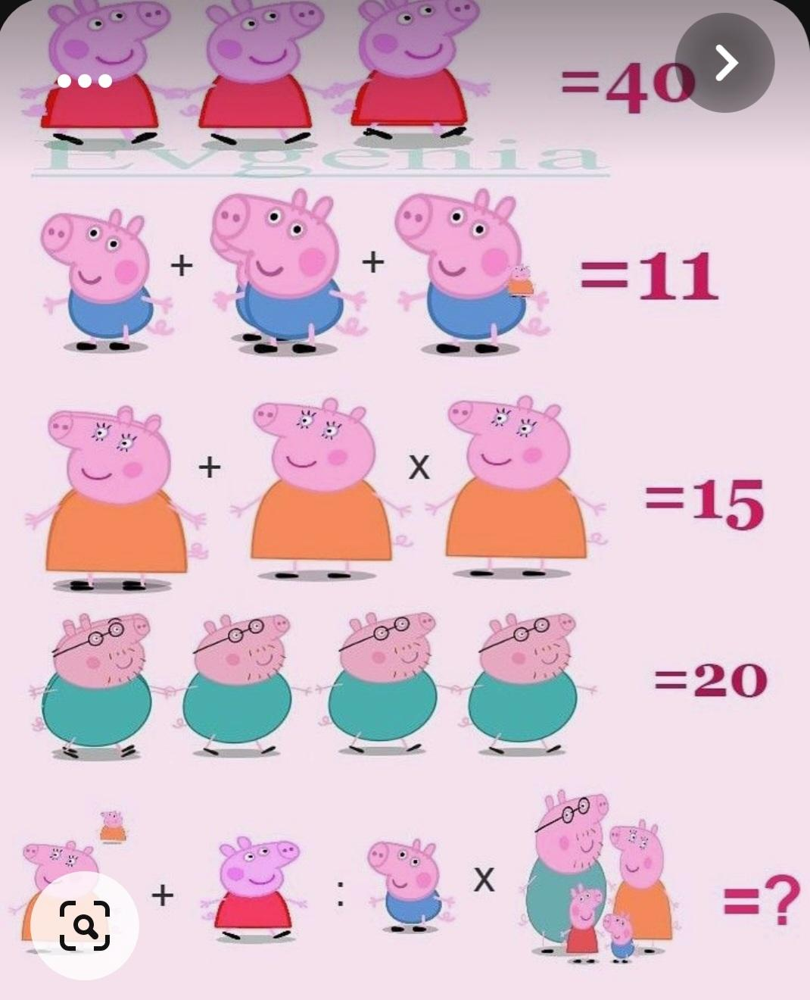 =40
Evgenia
+ + =11
+ x =15
=20
+ : x =?